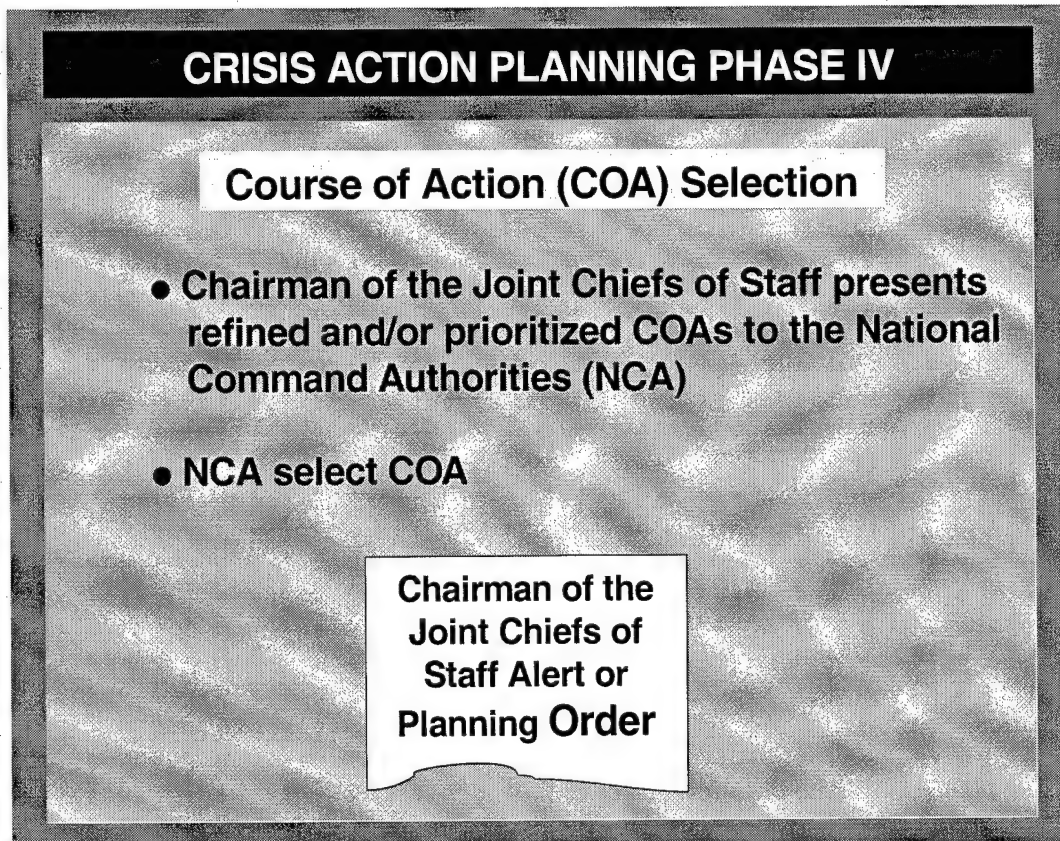 CRISIS ACTION PLANNING PHASE IV
Course of Action (COA) Selection
● Chairman of the Joint Chiefs of Staff presents
refined and/or prioritized COAs to the National
Command Authorities (NCA)
● NCA select COA
Chairman of the
Joint Chiefs of
Staff Alert or
Planning Order